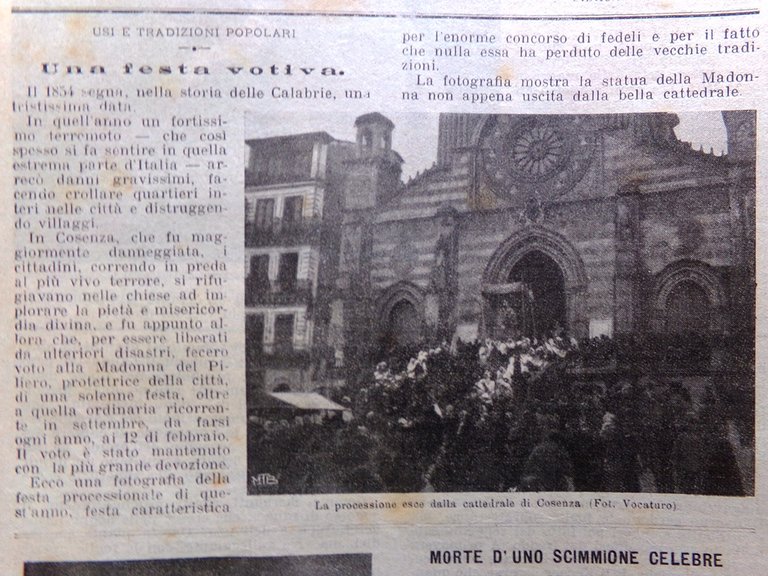 USI E TRADIZIONI POPOLARI
Una festa votiva.
Il 1854 segna, nella storia delle Calabrie, una
tristissima data.
In quell'anno un fortissi-
mo terremoto — che così
spesso si fa sentire in quella
estrema parte d'Italia — ar-
recò danni gravissimi, fa-
cendo crollare quartieri in-
teri nelle città e distruggen-
do villaggi.
In Cosenza, che fu mag-
giormente danneggiata, i
cittadini, correndo in preda
al più vivo terrore, si rifu-
giavano nelle chiese ad im-
plorare la pietà e misericor-
dia divina, e fu appunto al-
lora che, per essere liberati
da ulteriori disastri, fecero
voto alla Madonna del Pi-
liero, protettrice della città,
di una solenne festa, oltre
a quella ordinaria ricorren-
te in settembre, da farsi
ogni anno, ai 12 di febbraio.
Il voto è stato mantenuto
con la più grande devozione.
Ecco una fotografia della
festa processionale di que-
st'anno, festa caratteristica
per l'enorme concorso di fedeli e per il fatto
che nulla essa ha perduto delle vecchie tradi-
zioni.
La fotografia mostra la statua della Madon-
na non appena uscita dalla bella cattedrale.
La processione esce dalla cattedrale di Cosenza. (Fot. Vocaturo)
MORTE D'UNO SCIMMIONE CELEBRE